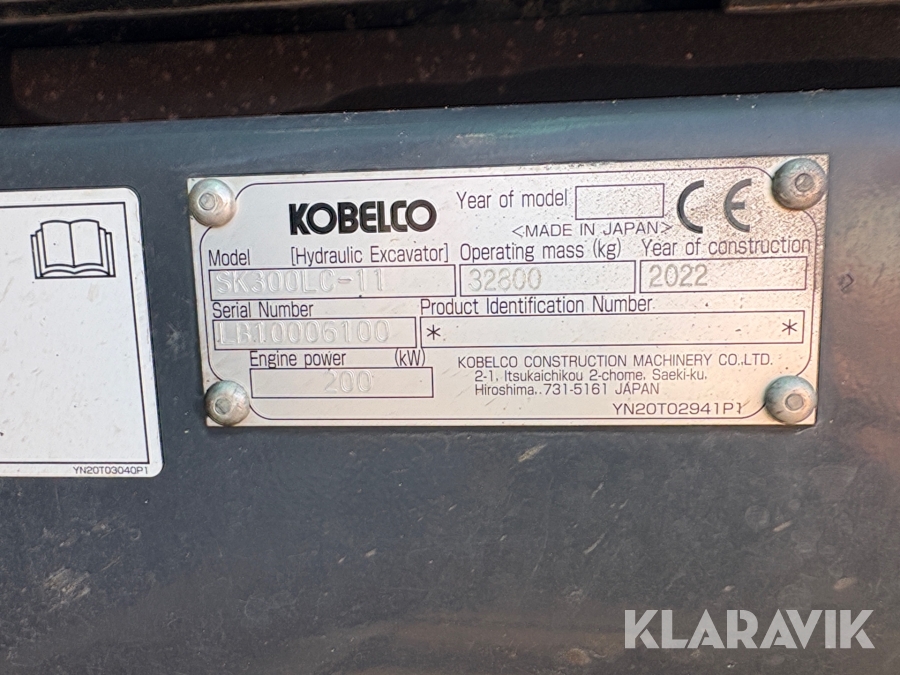 KOBELCO
Year of model
CE
<MADE IN JAPAN>
Model [Hydraulic Excavator] Operating mass (kg) Year of construction
SK300LC-11 32800 2022
Serial Number Product Identification Number
LB10006100 * *
Engine power (kW)
200
KOBELCO CONSTRUCTION MACHINERY CO.,LTD.
2-1, Itsukaichikou 2-chome, Saeki-ku,
Hiroshima, 731-5161 JAPAN
YN20T02941P1
YN20T03040P1
KLARAVIK